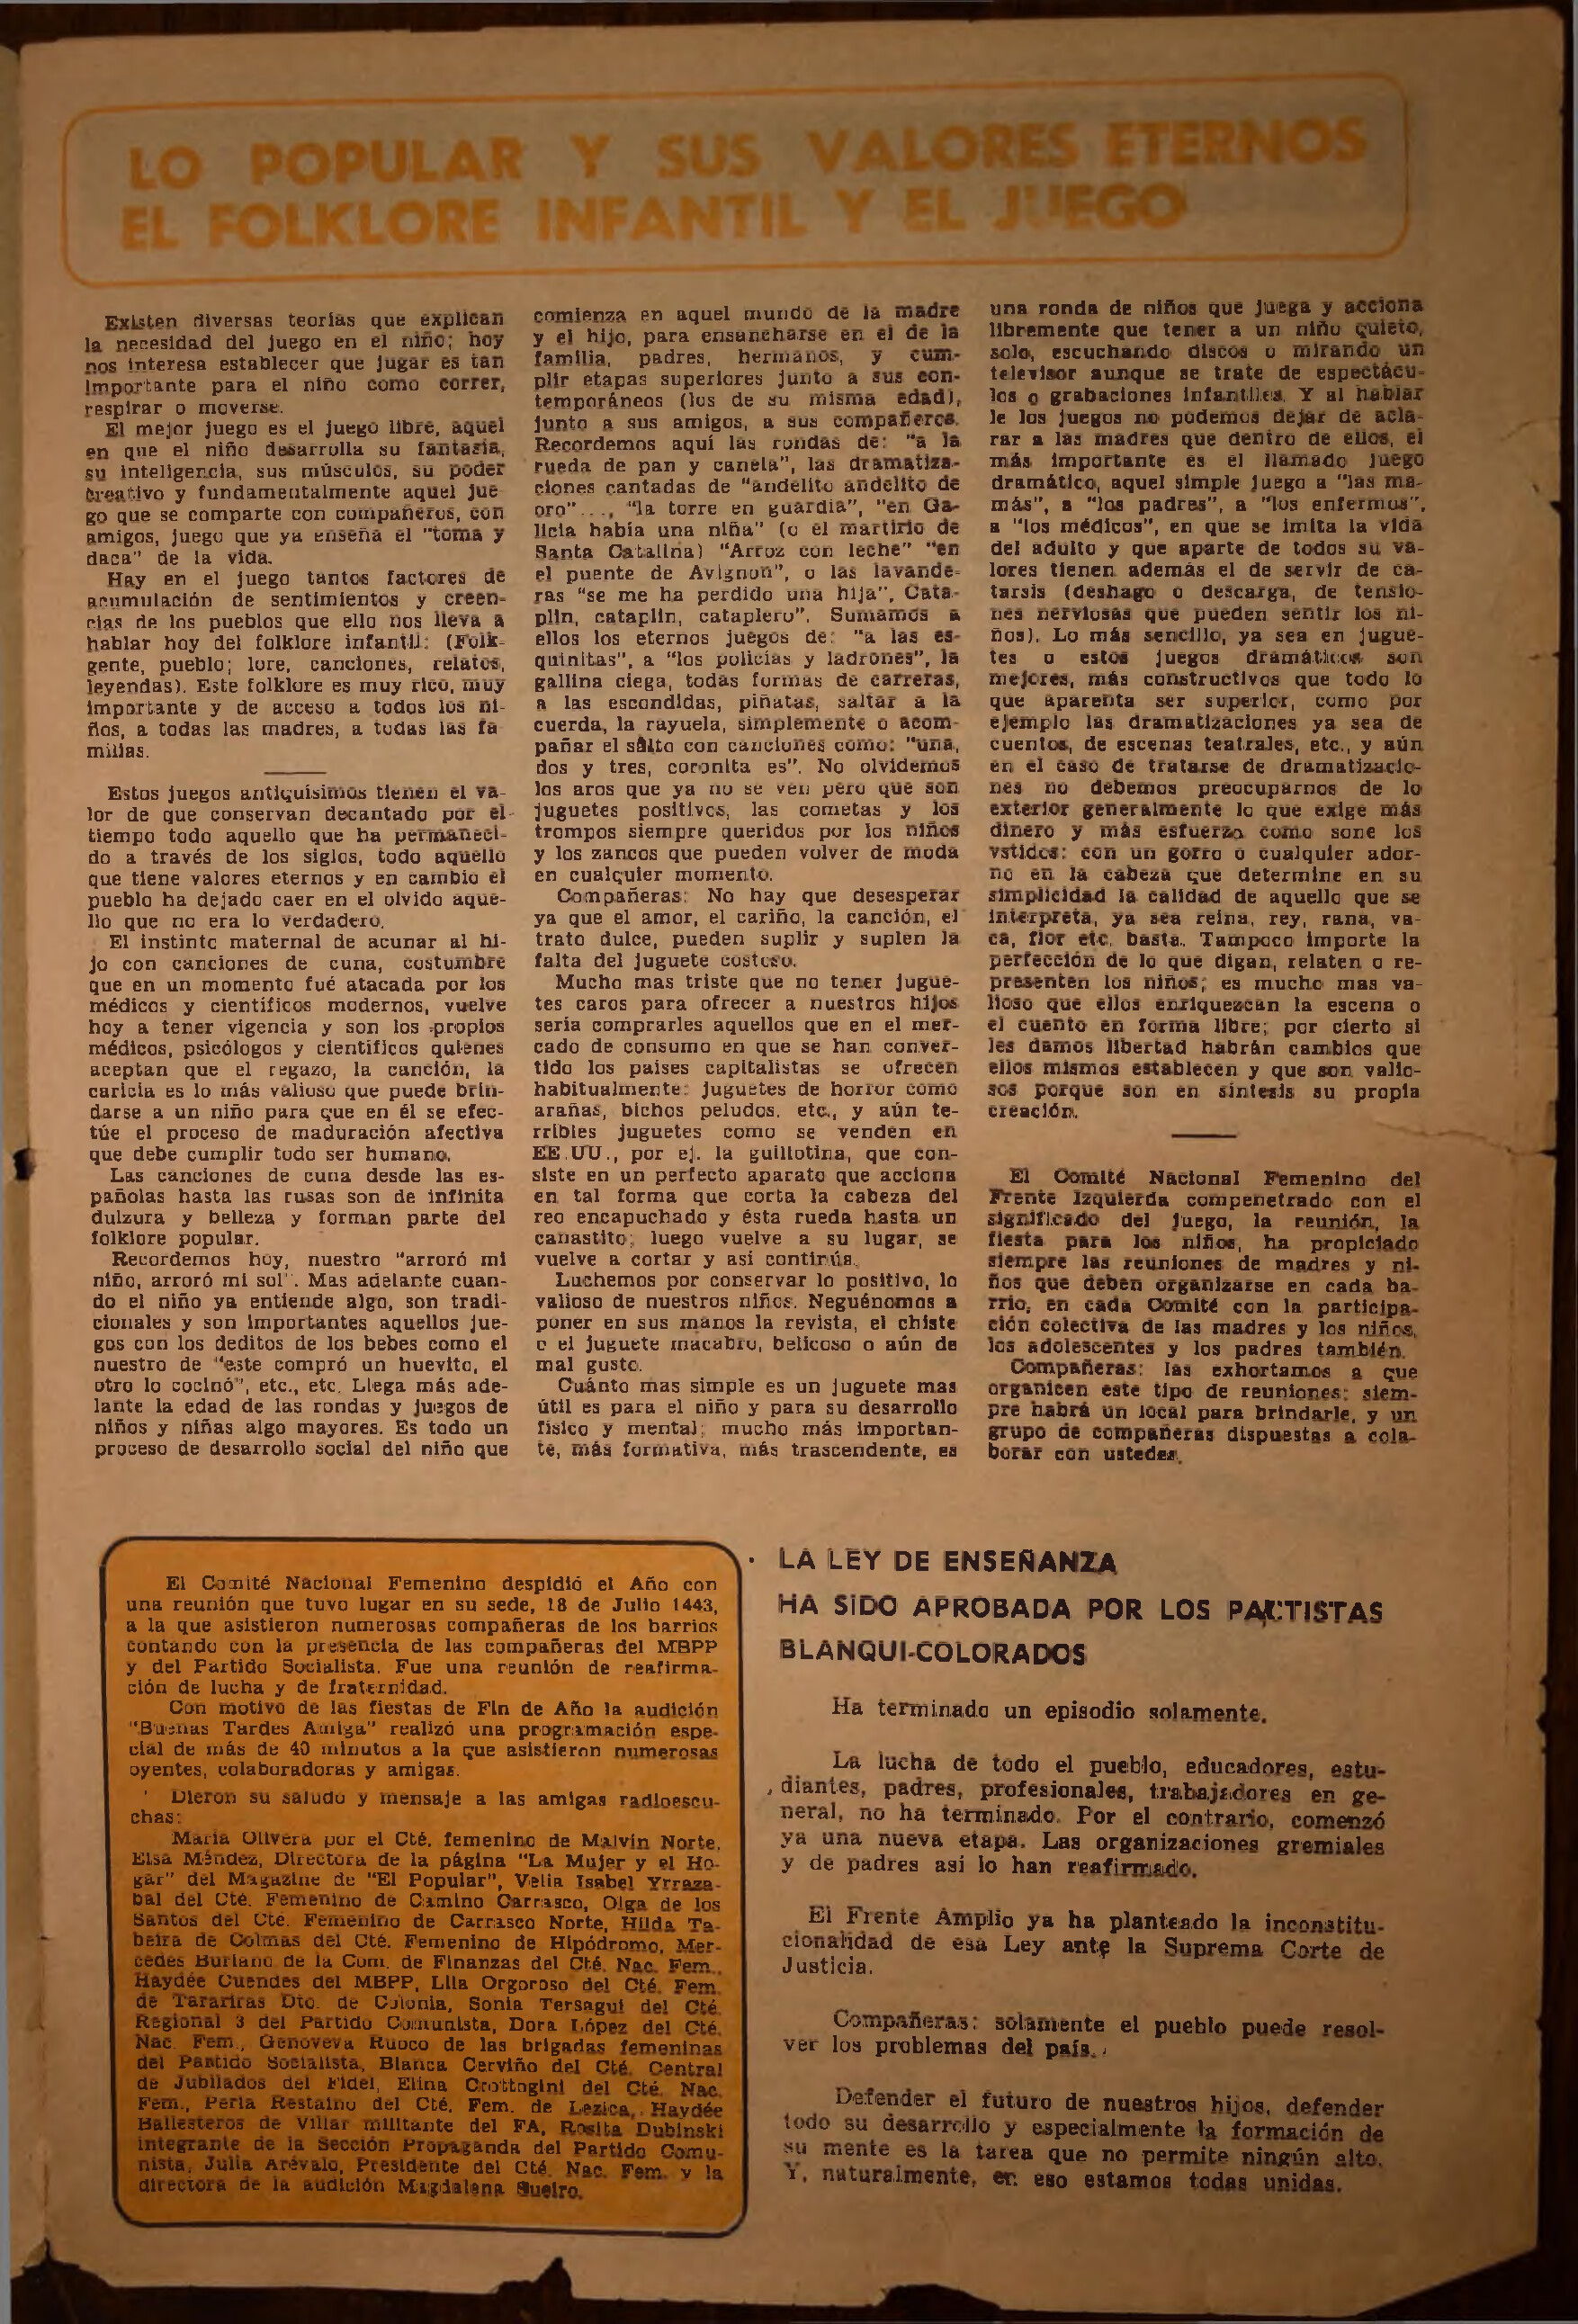 LO POPULAR Y SUS VALORES ETERNOS
EL FOLKLORE INFANTIL Y EL JUEGO
Existen diversas teorías que explican
la necesidad del juego en el niño; hoy
nos interesa establecer que jugar es tan
importante para el niño como correr,
respirar o moverse.
El mejor juego es el juego libre, aquel
en que el niño desarrolla su fantasía,
su inteligencia, sus músculos, su poder
creativo y fundamentalmente aquel jue
go que se comparte con compañeros, con
amigos, juego que ya enseña el "toma y
daca" de la vida.
Hay en el juego tantos factores de
acumulación de sentimientos y creen-
cias de los pueblos que ello nos lleva a
hablar hoy del folklore infantil: (Folk-
gente, pueblo; lore, canciones, relatos,
leyendas). Este folklore es muy rico, muy
importante y de acceso a todos los ni-
ños, a todas las madres, a todas las fa
milias.
Estos juegos antiquísimos tienen el va-
lor de que conservan decantado por el
tiempo todo aquello que ha permaneci-
do a través de los siglos, todo aquello
que tiene valores eternos y en cambio el
pueblo ha dejado caer en el olvido aque-
llo que no era lo verdadero.
El instinto maternal de acunar al hi-
jo con canciones de cuna, costumbre
que en un momento fué atacada por los
médicos y científicos modernos, vuelve
hoy a tener vigencia y son los propios
médicos, psicólogos y científicos quienes
aceptan que el regazo, la canción, la
caricia es lo más valioso que puede brin-
darse a un niño para que en él se efec-
túe el proceso de maduración afectiva
que debe cumplir todo ser humano.
Las canciones de cuna desde las es-
pañolas hasta las rusas son de infinita
dulzura y belleza y forman parte del
folklore popular.
Recordemos hoy, nuestro "arroró mi
niño, arroró mi sol". Mas adelante cuan-
do el niño ya entiende algo, son tradi-
cionales y son importantes aquellos jue-
gos con los deditos de los bebes como el
nuestro de "este compró un huevito, el
otro lo cocinó", etc., etc. Llega más ade-
lante la edad de las rondas y juegos de
niños y niñas algo mayores. Es todo un
proceso de desarrollo social del niño que
comienza en aquel mundo de la madre
y el hijo, para ensancharse en el de la
familia, padres, hermanos, y cum-
plir etapas superiores junto a sus con-
temporáneos (los de su misma edad),
junto a sus amigos, a sus compañeros.
Recordemos aquí las rondas de: "a la
rueda de pan y canela", las dramatiza-
ciones cantadas de "andelito andelito de
oro"..., "la torre en guardia", "en Ga-
licia había una niña" (o el martirio de
Santa Catalina) "Arroz con leche" "en
el puente de Avignon", o las lavande-
ras "se me ha perdido una hija", Cata-
plin, cataplin, cataplero". Sumamos a
ellos los eternos juegos de: "a las es-
quinitas", a "los policías y ladrones", la
gallina ciega, todas formas de carreras,
a las escondidas, piñatas, saltar a la
cuerda, la rayuela, simplemente o acom-
pañar el salto con canciones como: "una,
dos y tres, coronita es". No olvidemos
los aros que ya no se ven pero que son
juguetes positivos, las cometas y los
trompos siempre queridos por los niños
y los zancos que pueden volver de moda
en cualquier momento.
Compañeras: No hay que desesperar
ya que el amor, el cariño, la canción, el
trato dulce, pueden suplir y suplen la
falta del juguete costoso.
Mucho mas triste que no tener jugue-
tes caros para ofrecer a nuestros hijos
sería comprarles aquellos que en el mer-
cado de consumo en que se han conver-
tido los países capitalistas se ofrecen
habitualmente: juguetes de horror como
arañas, bichos peludos, etc., y aún te-
rribles juguetes como se venden en
EE.UU., por ej. la guillotina, que con-
siste en un perfecto aparato que acciona
en tal forma que corta la cabeza del
reo encapuchado y ésta rueda hasta un
canastito; luego vuelve a su lugar, se
vuelve a cortar y así continúa.
Luchemos por conservar lo positivo, lo
valioso de nuestros niños. Neguénomos a
poner en sus manos la revista, el chiste
o el juguete macabro, belicoso o aún de
mal gusto.
Cuánto mas simple es un juguete mas
útil es para el niño y para su desarrollo
físico y mental; mucho más importan-
te, más formativa, más trascendente, es
una ronda de niños que juega y acciona
libremente que tener a un niño quieto,
solo, escuchando discos o mirando un
televisor aunque se trate de espectácu-
los o grabaciones infantiles. Y al hablar
le los juegos no podemos dejar de acla-
rar a las madres que dentro de ellos, el
más importante es el llamado juego
dramático, aquel simple juego a "las ma-
más", a "los padres", a "los enfermos",
a "los médicos", en que se imita la vida
del adulto y que aparte de todos su va-
lores tienen además el de servir de ca-
tarsis (deshago o descarga, de tensio-
nes nerviosas que pueden sentir los ni-
ños). Lo más sencillo, ya sea en jugue-
tes o estos juegos dramáticos son
mejores, más constructivos que todo lo
que aparenta ser superior, como por
ejemplo las dramatizaciones ya sea de
cuentos, de escenas teatrales, etc., y aún
en el caso de tratarse de dramatizacio-
nes no debemos preocuparnos de lo
exterior generalmente lo que exige más
dinero y más esfuerzo como sone los
vstidos: con un gorro o cualquier ador-
no en la cabeza que determine en su
simplicidad la calidad de aquello que se
interpreta, ya sea reina, rey, rana, va-
ca, flor etc. basta. Tampoco importe la
perfección de lo que digan, relaten o re-
presenten los niños; es mucho mas va-
lioso que ellos enriquezcan la escena o
el cuento en forma libre; por cierto si
les damos libertad habrán cambios que
ellos mismos establecen y que son valio-
sos porque son en síntesis su propia
creación.
El Comité Nacional Femenino del
Frente Izquierda compenetrado con el
significado del juego, la reunión, la
fiesta para los niños, ha propiciado
siempre las reuniones de madres y ni-
ños que deben organizarse en cada ba-
rrio, en cada Comité con la participa-
ción colectiva de las madres y los niños,
los adolescentes y los padres también.
Compañeras: las exhortamos a que
organicen este tipo de reuniones: siem-
pre habrá un local para brindarle, y un
grupo de compañeras dispuestas a cola-
borar con ustedes.
El Comité Nacional Femenino despidió el Año con
una reunión que tuvo lugar en su sede, 18 de Julio 1443,
a la que asistieron numerosas compañeras de los barrios
contando con la presencia de las compañeras del MBPP
y del Partido Socialista. Fue una reunión de reafirma-
ción de lucha y de fraternidad.
Con motivo de las fiestas de Fin de Año la audición
"Buenas Tardes Amiga" realizó una programación espe-
cial de más de 40 minutos a la que asistieron numerosas
oyentes, colaboradoras y amigas.
Dieron su saludo y mensaje a las amigas radioescu-
chas:
María Olivera por el Cté. femenino de Malvín Norte,
Elsa Méndez, Directora de la página "La Mujer y el Ho-
gar" del Magazine de "El Popular", Velia Isabel Yrraza-
bal del Cté. Femenino de Camino Carrasco, Olga de los
Santos del Cté. Femenino de Carrasco Norte, Hilda Ta-
beira de Colmas del Cté. Femenino de Hipódromo, Mer-
cedes Buriano de la Com. de Finanzas del Cté. Nac. Fem.,
Haydée Cuendes del MBPP, Lila Orgoroso del Cté. Fem.
de Tarariras Dto. de Colonia, Sonia Tersagui del Cté.
Regional 3 del Partido Comunista, Dora López del Cté.
Nac. Fem., Genoveva Ruoco de las brigadas femeninas
del Partido Socialista, Blanca Cerviño del Cté. Central
de Jubilados del Fidel, Elina Crottogini del Cté. Nac.
Fem., Perla Restaino del Cté. Fem. de Lezica, Haydée
Ballesteros de Villar militante del FA, Rosita Dubinski
integrante de la Sección Propaganda del Partido Comu-
nista, Julia Arévalo, Presidente del Cté. Nac. Fem. y la
directora de la audición Magdalena Queiro.
LA LEY DE ENSEÑANZA
HA SIDO APROBADA POR LOS PACTISTAS
BLANQUI-COLORADOS
Ha terminado un episodio solamente.
La lucha de todo el pueblo, educadores, estu-
diantes, padres, profesionales, trabajadores en ge-
neral, no ha terminado. Por el contrario, comenzó
ya una nueva etapa. Las organizaciones gremiales
y de padres así lo han reafirmado.
El Frente Amplio ya ha planteado la inconstitu-
cionalidad de esa Ley ante la Suprema Corte de
Justicia.
Compañeras: solamente el pueblo puede resol-
ver los problemas del país.
Defender el futuro de nuestros hijos, defender
todo su desarrollo y especialmente la formación de
su mente es la tarea que no permite ningún alto.
Y, naturalmente, en eso estamos todas unidas.